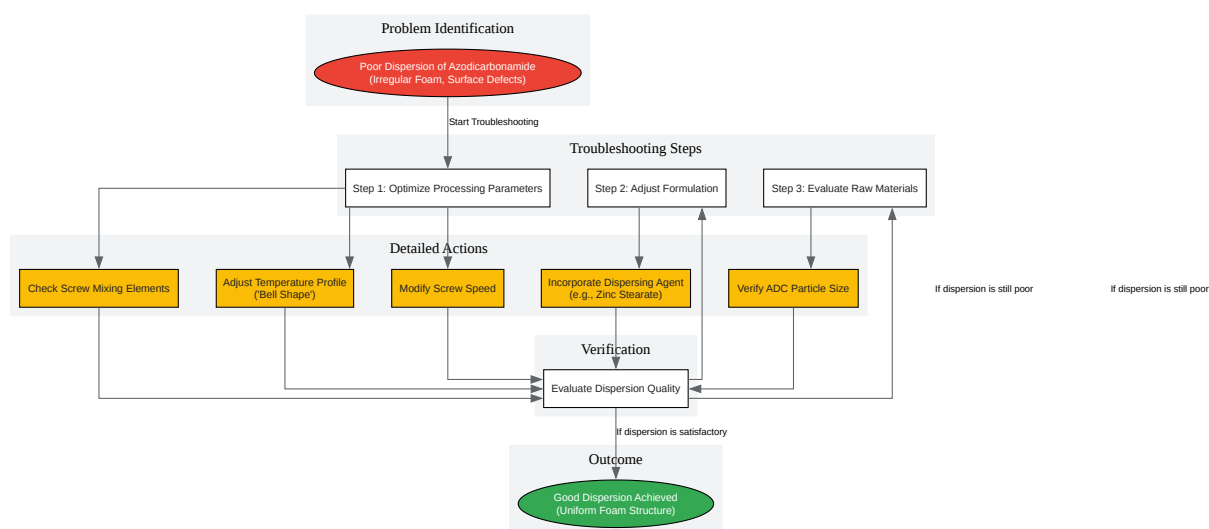 Problem Identification
Poor Dispersion of Azodicarbonamide
(Irregular Foam, Surface Defects)
Start Troubleshooting
Troubleshooting Steps
Step 1: Optimize Processing Parameters
Step 2: Adjust Formulation
Step 3: Evaluate Raw Materials
Detailed Actions
Check Screw Mixing Elements
Adjust Temperature Profile
('Bell Shape')
Modify Screw Speed
Incorporate Dispersing Agent
(e.g., Zinc Stearate)
Verify ADC Particle Size
If dispersion is still poor
If dispersion is still poor
Verification
Evaluate Dispersion Quality
If dispersion is satisfactory
Outcome
Good Dispersion Achieved
(Uniform Foam Structure)